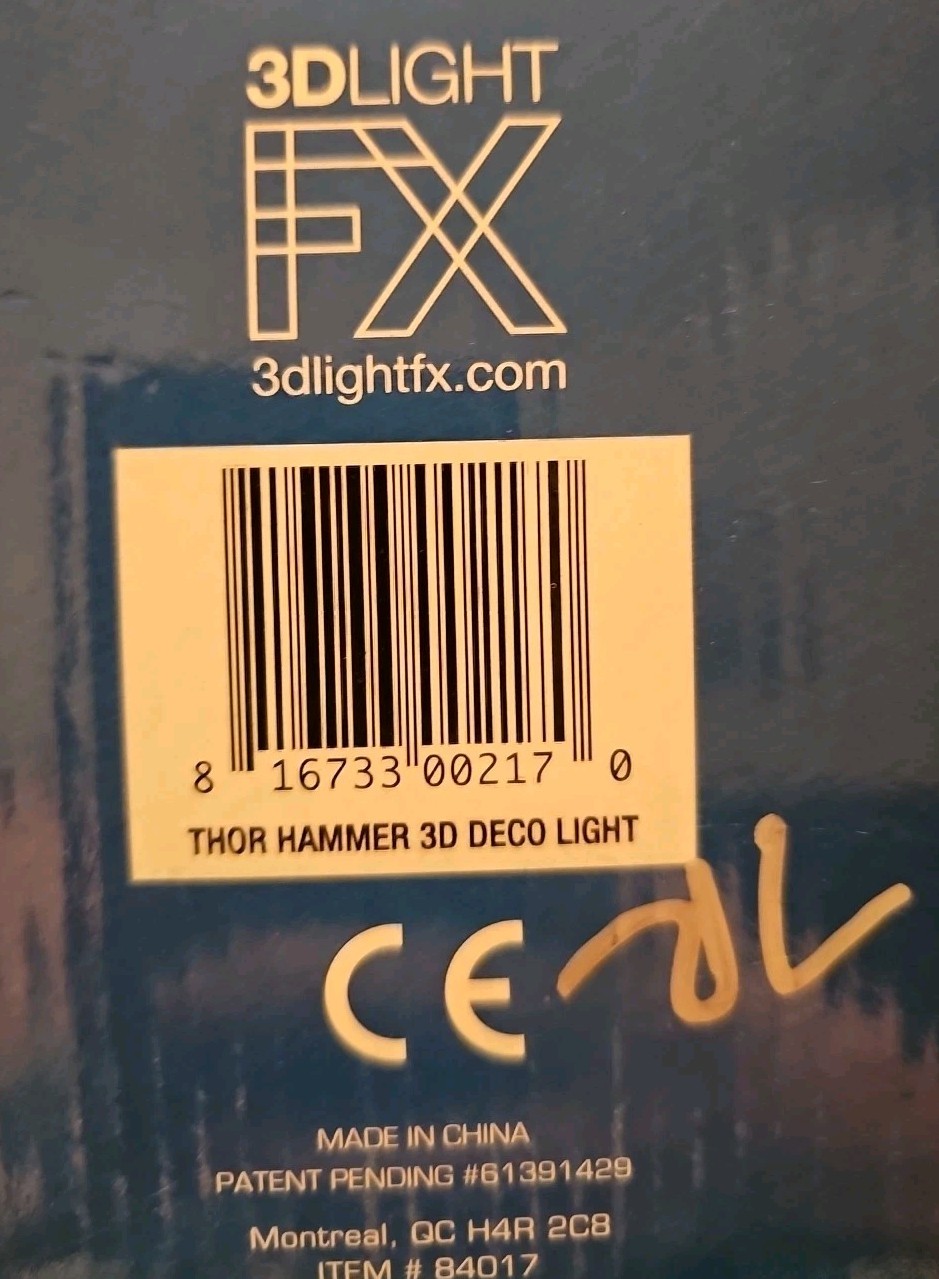 3DLIGHT
FX
3dlightfx.com
8 16733 00217 0
THOR HAMMER 3D DECO LIGHT
CE
MADE IN CHINA
PATENT PENDING #61391429
Montreal, QC H4R 2C8
ITEM # 84017